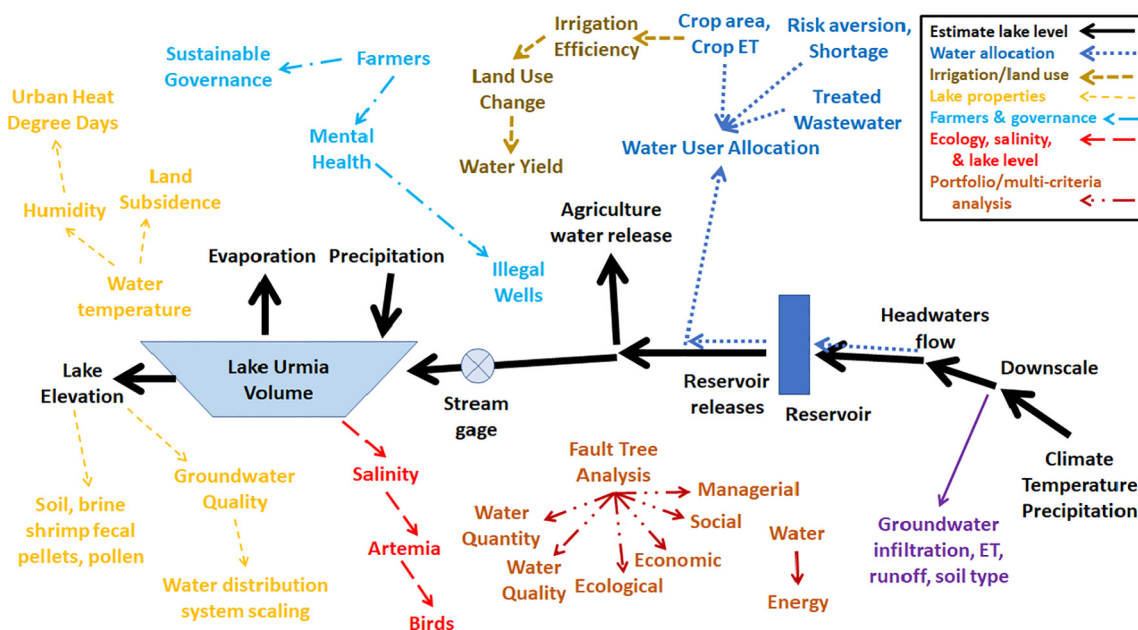 Sustainable
Governance
Farmers
Irrigation
Efficiency
Crop area,
Crop ET
Risk aversion,
Shortage
Estimate lake level
Water allocation
Irrigation/land use
Lake properties
Farmers & governance
Ecology, salinity,
& lake level
Portfolio/multi-criteria
analysis
Urban Heat
Degree Days
Land Use
Change
Treated
Wastewater
Mental
Health
Water Yield
Water User Allocation
Land
Subsidence
Humidity
Agriculture
water release
Evaporation
Precipitation
Illegal
Wells
Water
temperature
Headwaters
flow
Lake
Elevation
Lake Urmia
Volume
Stream
gage
Reservoir
releases
Reservoir
Downscale
Climate
Temperature
Precipitation
Groundwater
Quality
Salinity
Fault Tree
Analysis
Managerial
Social
Water
Quantity
Water
Quality
Ecological
Economic
Water
Energy
Groundwater
infiltration, ET,
runoff, soil type
Soil, brine
shrimp fecal
pellets, pollen
Artemia
Water distribution
system scaling
Birds